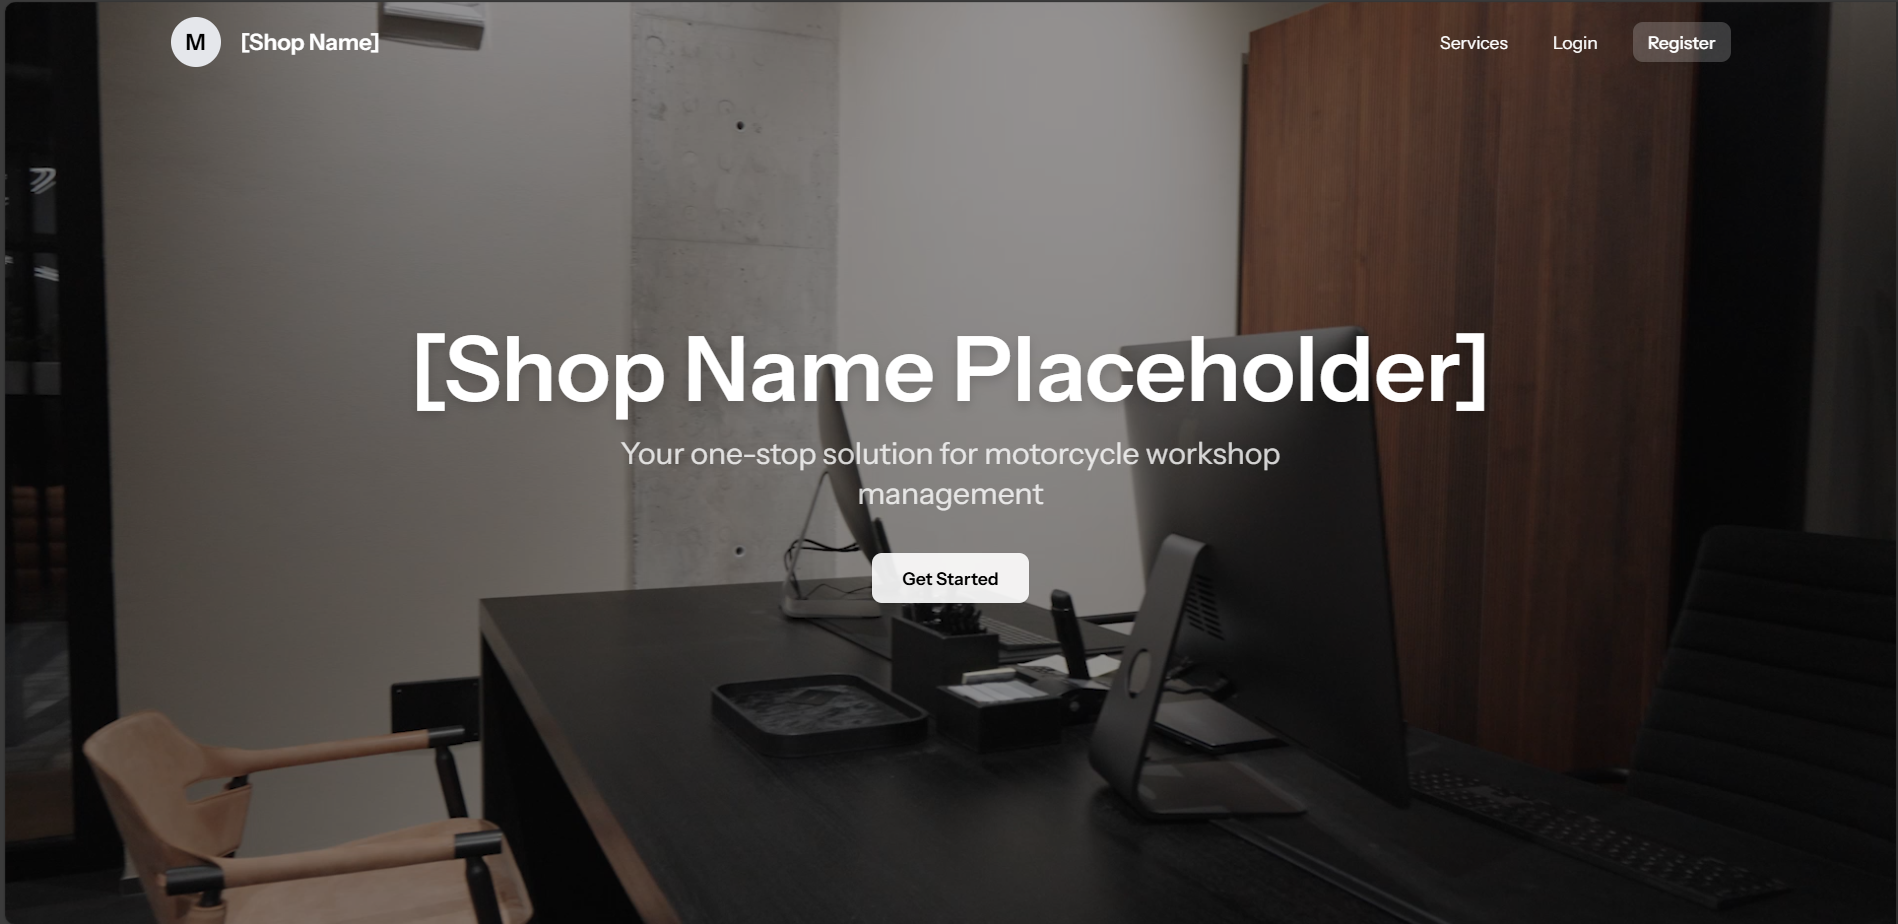 M
[Shop Name]
Services
Login
Register
[Shop Name Placeholder]
Your one-stop solution for motorcycle workshop
management
Get Started